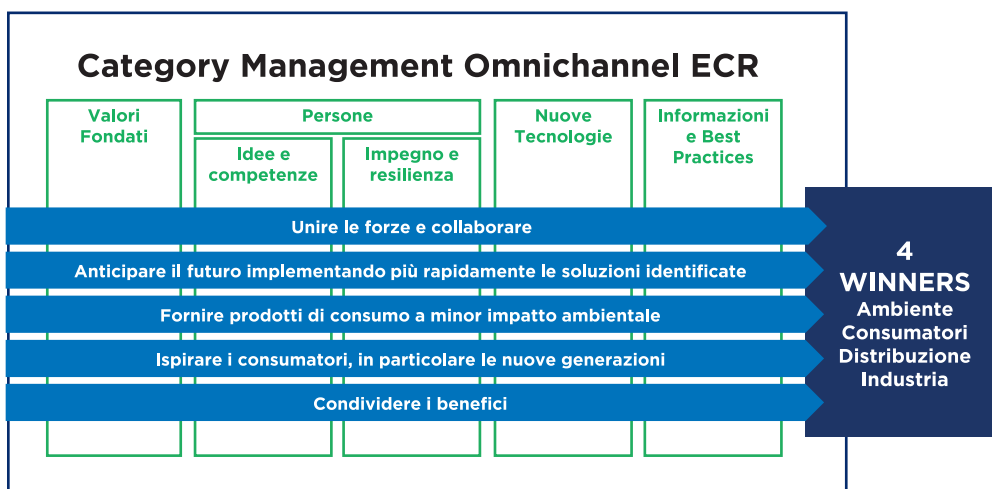 Category Management Omnichannel ECR
Valori
Fondati
Persone
Idee e
competenze
Impegno e
resilienza
Nuove
Tecnologie
Informazioni
e Best
Practices
Unire le forze e collaborare
Anticipare il futuro implementando più rapidamente le soluzioni identificate
Fornire prodotti di consumo a minor impatto ambientale
Ispirare i consumatori, in particolare le nuove generazioni
Condividere i benefici
4
WINNERS
Ambiente
Consumatori
Distribuzione
Industria